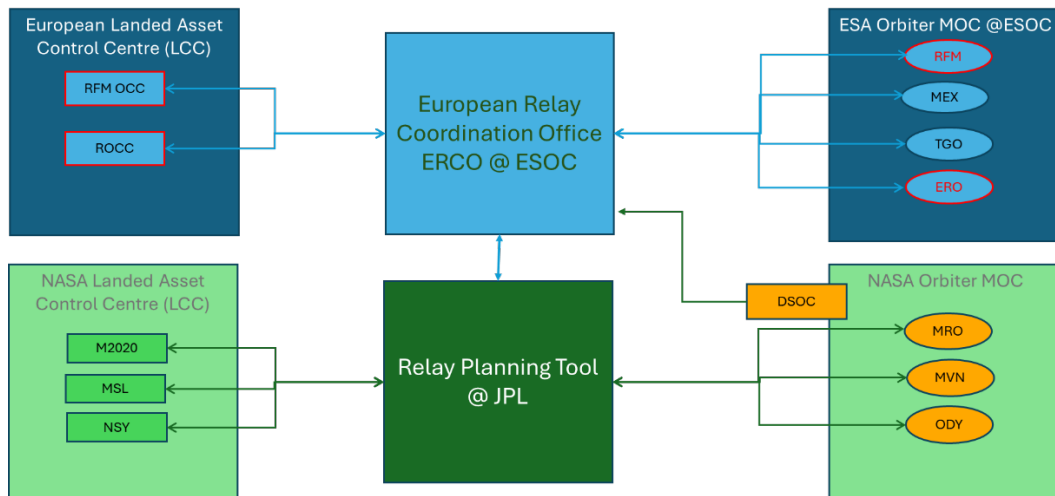 European Landed Asset
Control Centre (LCC)
RFM OCC
ROCC
European Relay
Coordination Office
ERCO @ ESOC
ESA Orbiter MOC @ESOC
RFM
MEX
TGO
ERO
NASA Landed Asset
Control Centre (LCC)
M2020
MSL
NSY
Relay Planning Tool
@ JPL
DSOC
NASA Orbiter MOC
MRO
MVN
ODY